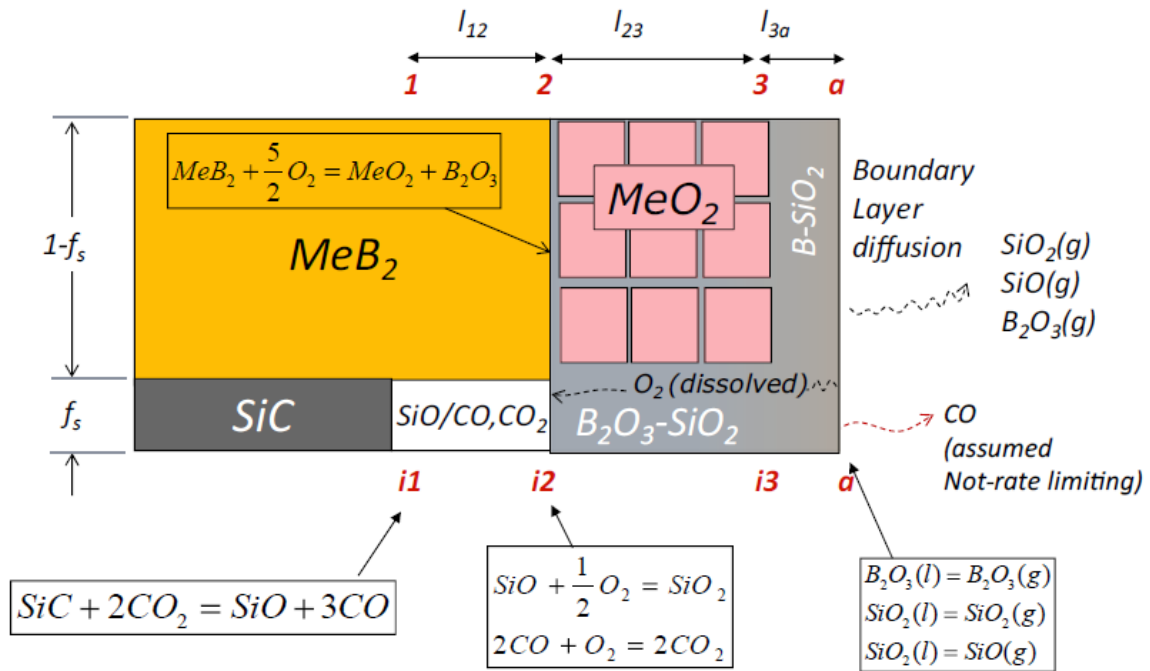 l₁₂ l₂₃ l₃ₐ
1 2 3 a
MeB₂ + 5/2 O₂ = MeO₂ + B₂O₃
MeO₂
B-SiO₂
Boundary
Layer
diffusion
SiO₂(g)
SiO(g)
B₂O₃(g)
1-fₛ
MeB₂
O₂ (dissolved)
fₛ
SiC
SiO/CO,CO₂
B₂O₃-SiO₂
CO
(assumed
Not-rate limiting)
i1 i2 i3 a
SiC + 2CO₂ = SiO + 3CO
SiO + 1/2 O₂ = SiO₂
2CO + O₂ = 2CO₂
B₂O₃(l) = B₂O₃(g)
SiO₂(l) = SiO₂(g)
SiO₂(l) = SiO(g)